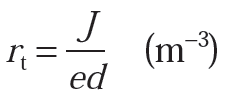 r_t = J / ed (m⁻³)